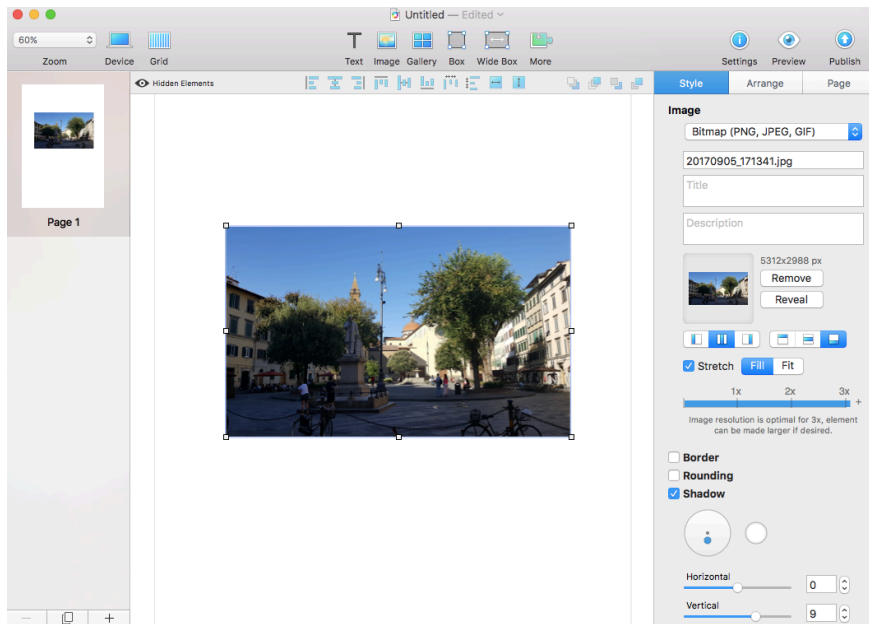 Untitled — Edited
60%
Zoom Device Grid Text Image Gallery Box Wide Box More Settings Preview Publish
Hidden Elements
Style Arrange Page
Image
Bitmap (PNG, JPEG, GIF)
20170905_171341.jpg
Title
Description
5312x2988 px
Remove
Reveal
Stretch Fill Fit
1x 2x 3x
+
Image resolution is optimal for 3x, element
can be made larger if desired.
Border
Rounding
Shadow
Horizontal
0
Vertical
9
Page 1